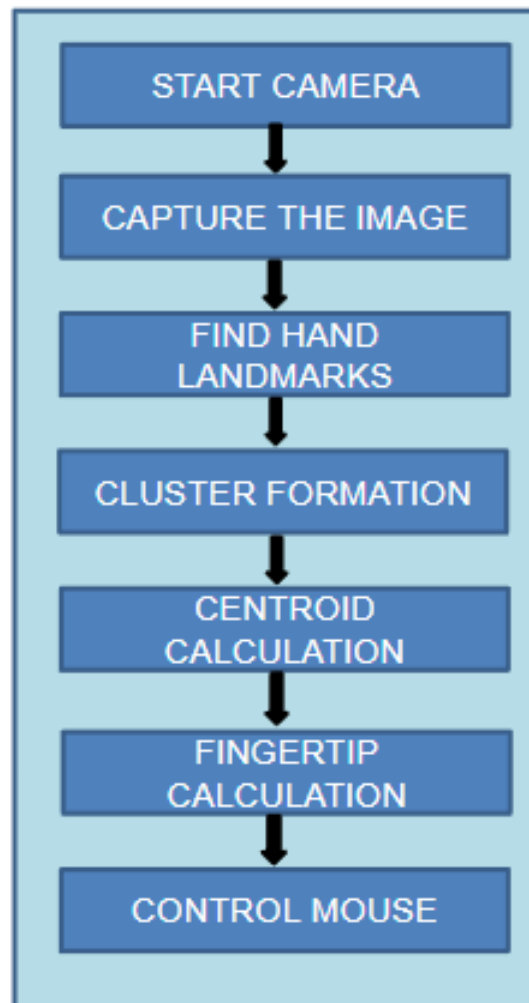 START CAMERA
CAPTURE THE IMAGE
FIND HAND
LANDMARKS
CLUSTER FORMATION
CENTROID
CALCULATION
FINGERTIP
CALCULATION
CONTROL MOUSE